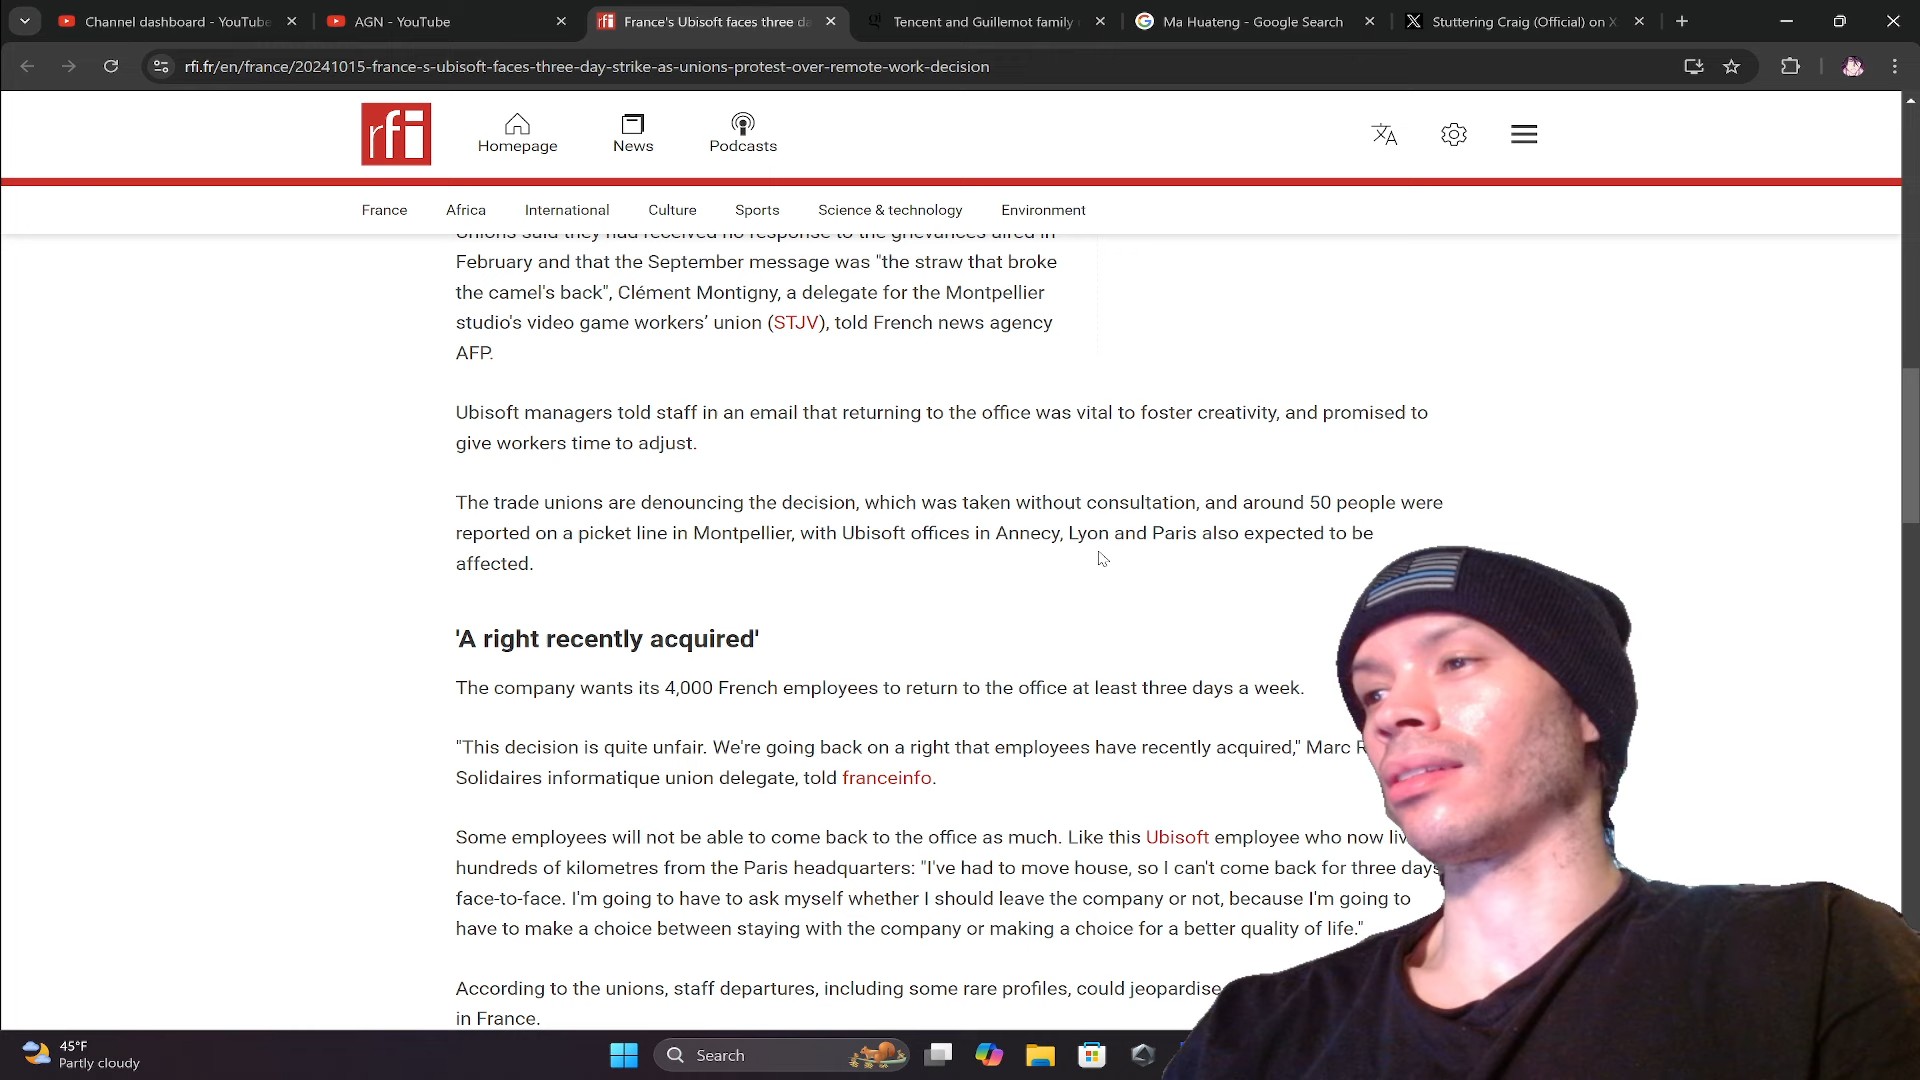 Channel dashboard - YouTube
AGN - YouTube
France's Ubisoft faces three da
Tencent and Guillemot family
Ma Huateng - Google Search
Stuttering Craig (Official) on X
rfi.fr/en/france/20241015-france-s-ubisoft-faces-three-day-strike-as-unions-protest-over-remote-work-decision
rfi
Homepage
News
Podcasts
France
Africa
International
Culture
Sports
Science & technology
Environment
Unions said they had received no response to the grievances aired in
February and that the September message was "the straw that broke
the camel's back", Clément Montigny, a delegate for the Montpellier
studio's video game workers’ union (STJV), told French news agency
AFP.
Ubisoft managers told staff in an email that returning to the office was vital to foster creativity, and promised to
give workers time to adjust.
The trade unions are denouncing the decision, which was taken without consultation, and around 50 people were
reported on a picket line in Montpellier, with Ubisoft offices in Annecy, Lyon and Paris also expected to be
affected.
'A right recently acquired'
The company wants its 4,000 French employees to return to the office at least three days a week.
"This decision is quite unfair. We're going back on a right that employees have recently acquired," Marc
Solidaires informatique union delegate, told franceinfo.
Some employees will not be able to come back to the office as much. Like this Ubisoft employee who now
hundreds of kilometres from the Paris headquarters: "I've had to move house, so I can't come back for three days
face-to-face. I'm going to have to ask myself whether I should leave the company or not, because I'm going to
have to make a choice between staying with the company or making a choice for a better quality of life."
According to the unions, staff departures, including some rare profiles, could jeopardise
in France.
45°F
Partly cloudy
Search